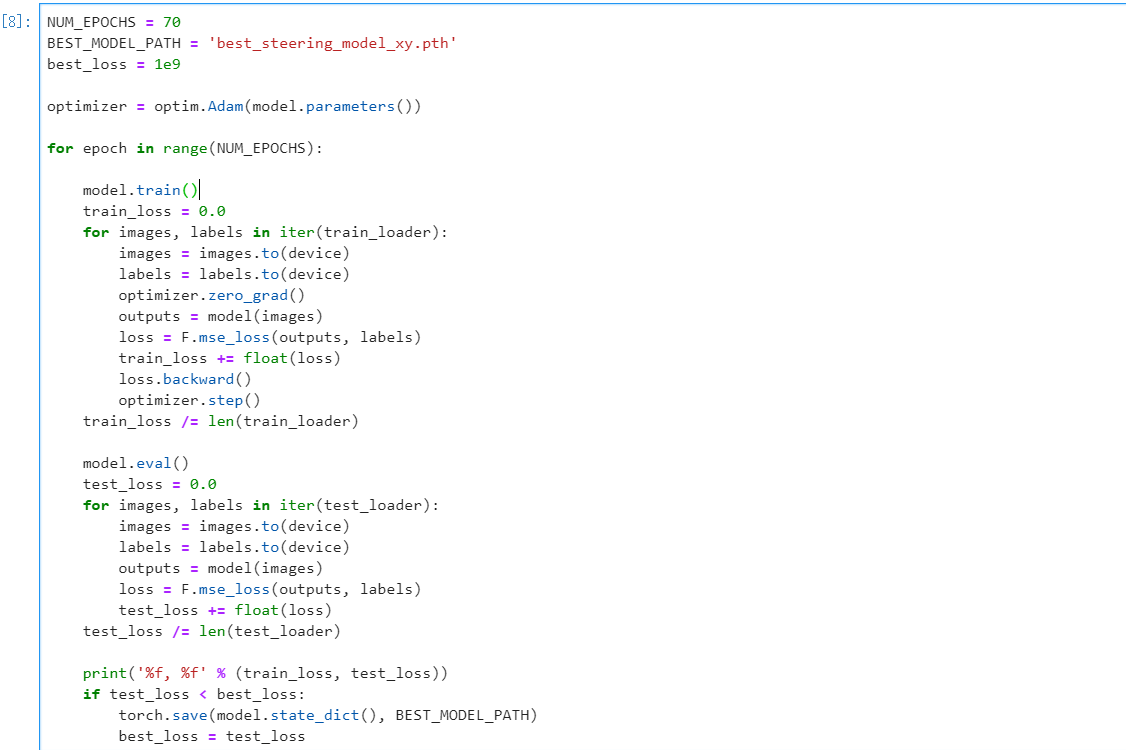 [8]:
NUM_EPOCHS = 70
BEST_MODEL_PATH = 'best_steering_model_xy.pth'
best_loss = 1e9

optimizer = optim.Adam(model.parameters())

for epoch in range(NUM_EPOCHS):

    model.train()
    train_loss = 0.0
    for images, labels in iter(train_loader):
        images = images.to(device)
        labels = labels.to(device)
        optimizer.zero_grad()
        outputs = model(images)
        loss = F.mse_loss(outputs, labels)
        train_loss += float(loss)
        loss.backward()
        optimizer.step()
    train_loss /= len(train_loader)

    model.eval()
    test_loss = 0.0
    for images, labels in iter(test_loader):
        images = images.to(device)
        labels = labels.to(device)
        outputs = model(images)
        loss = F.mse_loss(outputs, labels)
        test_loss += float(loss)
    test_loss /= len(test_loader)

    print('%f, %f' % (train_loss, test_loss))
    if test_loss < best_loss:
        torch.save(model.state_dict(), BEST_MODEL_PATH)
        best_loss = test_loss